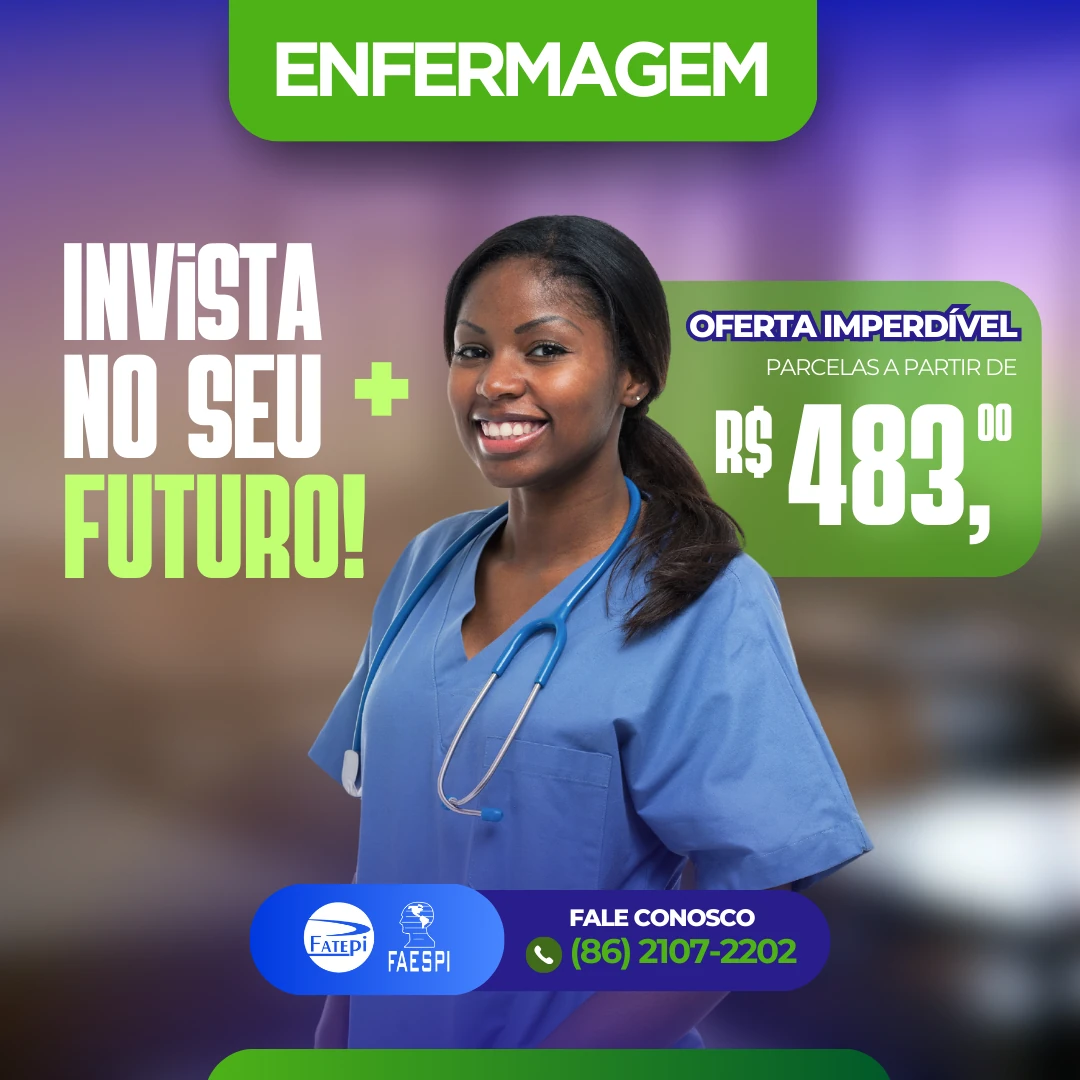 ENFERMAGEM
INViSTA
NO SEU +
FUTURO!
OFERTA IMPERDÍVEL
PARCELAS A PARTIR DE
R$ 483,00
FATEPI
FAESPI
FALE CONOSCO
(86) 2107-2202